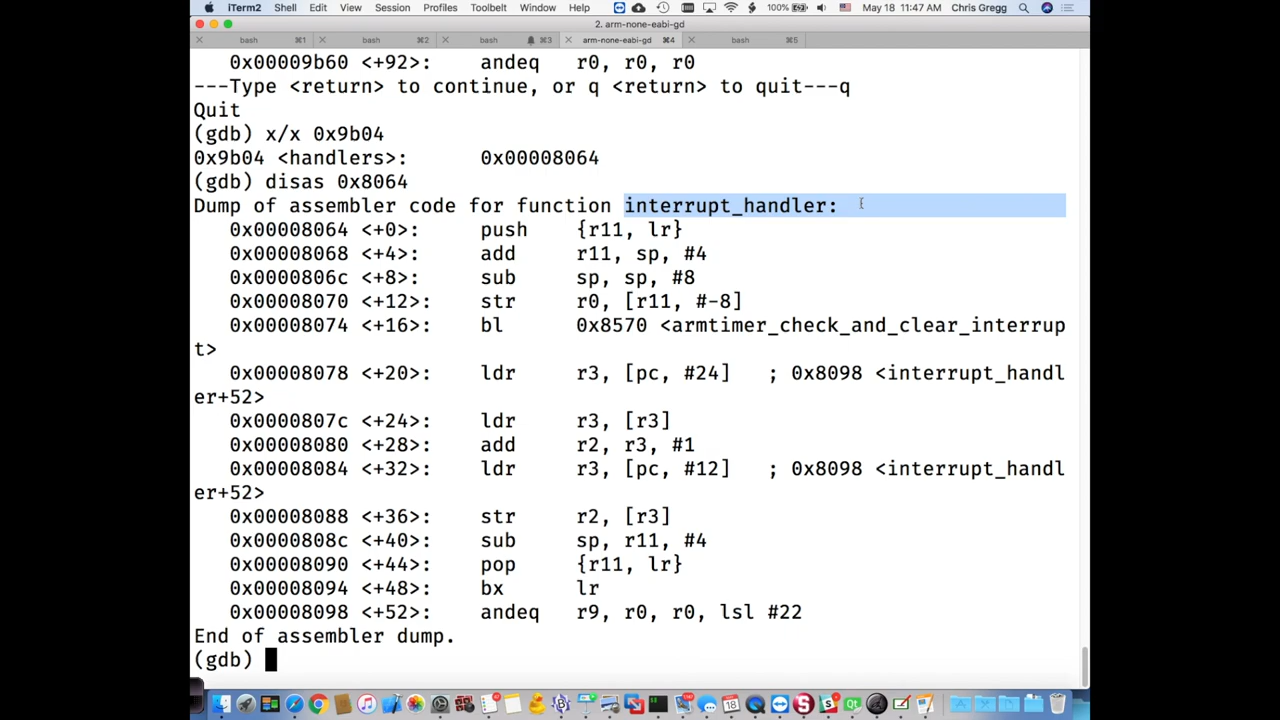 iTerm2 Shell Edit View Session Profiles Toolbelt Window Help 100% May 18 11:47 AM Chris Gregg
2. arm-none-eabi-gd
bash ⌘1 bash ⌘2 bash ⌘3 arm-none-eabi-gd ⌘4 bash ⌘5
0x00009b60 <+92>: andeq r0, r0, r0
---Type <return> to continue, or q <return> to quit---q
Quit
(gdb) x/x 0x9b04
0x9b04 <handlers>: 0x00008064
(gdb) disas 0x8064
Dump of assembler code for function interrupt_handler:
0x00008064 <+0>: push {r11, lr}
0x00008068 <+4>: add r11, sp, #4
0x0000806c <+8>: sub sp, sp, #8
0x00008070 <+12>: str r0, [r11, #-8]
0x00008074 <+16>: bl 0x8570 <armtimer_check_and_clear_interrup
t>
0x00008078 <+20>: ldr r3, [pc, #24] ; 0x8098 <interrupt_handl
er+52>
0x0000807c <+24>: ldr r3, [r3]
0x00008080 <+28>: add r2, r3, #1
0x00008084 <+32>: ldr r3, [pc, #12] ; 0x8098 <interrupt_handl
er+52>
0x00008088 <+36>: str r2, [r3]
0x0000808c <+40>: sub sp, r11, #4
0x00008090 <+44>: pop {r11, lr}
0x00008094 <+48>: bx lr
0x00008098 <+52>: andeq r9, r0, r0, lsl #22
End of assembler dump.
(gdb)